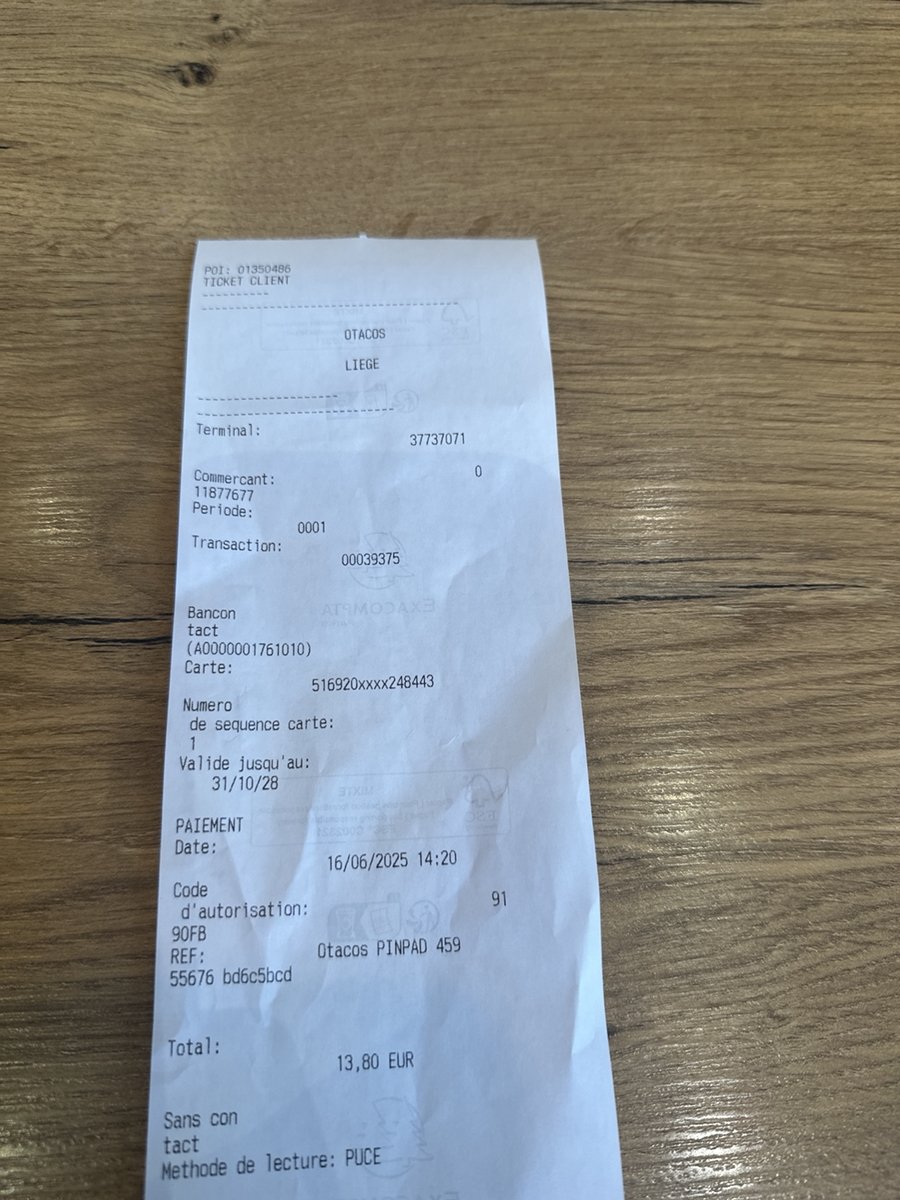 POI: 01350486
TICKET CLIENT
----------
----------------------------------------
OTACOS
LIEGE
----------------------
------------------------------
Terminal:
37737071
Commercant:
0
11877677
Periode:
0001
Transaction:
00039375
Bancon
tact
(A0000001761010)
Carte:
516920xxxx248443
Numero
de sequence carte:
1
Valide jusqu'au:
31/10/28
PAIEMENT
Date:
16/06/2025 14:20
Code
d'autorisation:
91
90FB
REF:
Otacos PINPAD 459
55676 bd6c5bcd
Total:
13,80 EUR
Sans con
tact
Methode de lecture: PUCE
EXACOMPTA
MIXTE
FSC